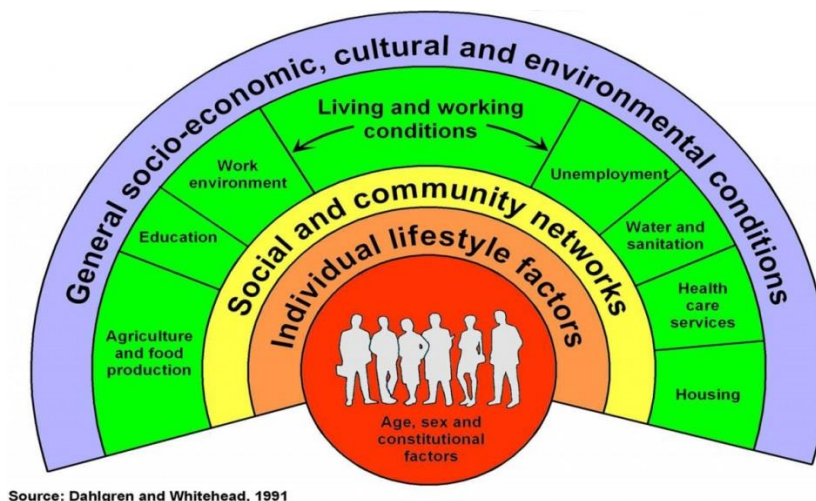 General socio-economic, cultural and environmental conditions
Living and working
conditions
Work
environment
Unemployment
Education
Water and
sanitation
Agriculture
and food
production
Health
care
services
Housing
Social and community networks
Individual lifestyle factors
Age, sex and
constitutional
factors
Source: Dahlgren and Whitehead, 1991